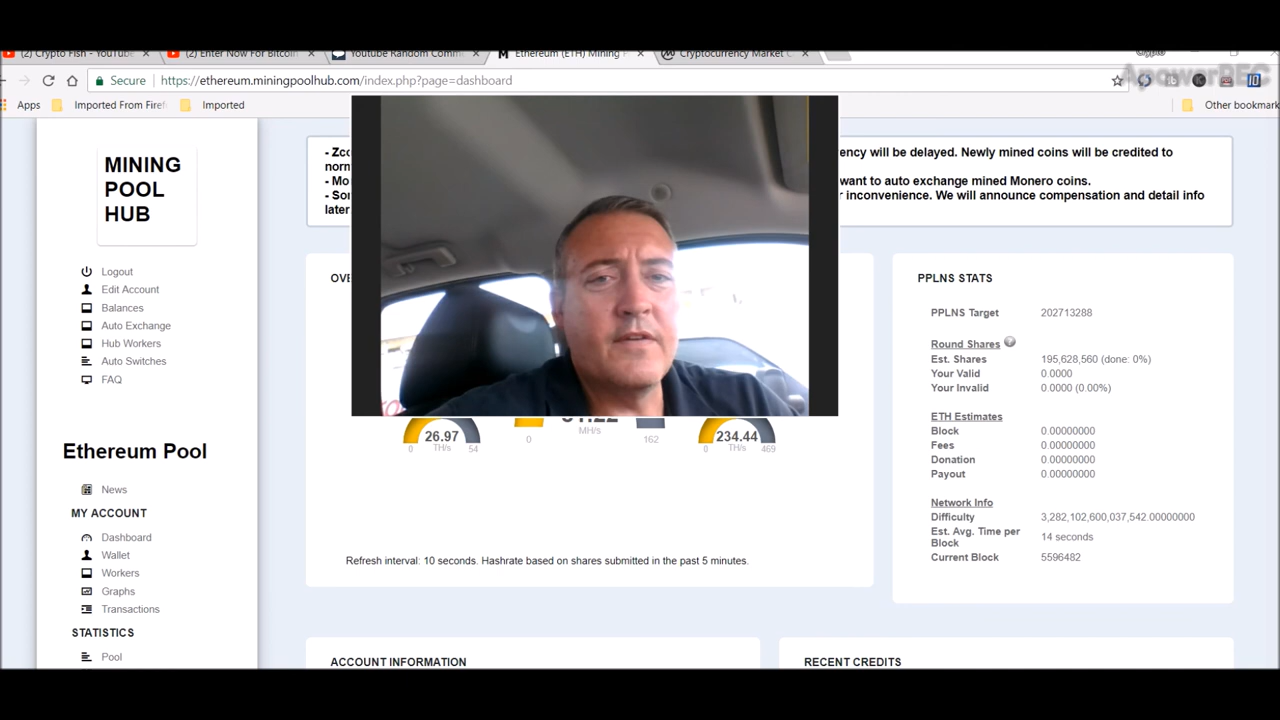 (2) Crypto Fish - YouTube
(2) Enter Now For Bitcoin
Youtube Random Comme
Ethereum (ETH) Mining
Cryptocurrency Market C
Secure
https://ethereum.miningpoolhub.com/index.php?page=dashboard
ApowerREC
Apps
Imported From Firef
Imported
Other bookmark
MINING
POOL
HUB
Logout
Edit Account
Balances
Auto Exchange
Hub Workers
Auto Switches
FAQ
Ethereum Pool
News
MY ACCOUNT
Dashboard
Wallet
Workers
Graphs
Transactions
STATISTICS
Pool
- Zc
ency will be delayed. Newly mined coins will be credited to
norm
- Mo
want to auto exchange mined Monero coins.
- Sor
r inconvenience. We will announce compensation and detail info
later
OVE
26.97
TH/s
0 54
MH/s
0 162
234.44
TH/s
0 469
Refresh interval: 10 seconds. Hashrate based on shares submitted in the past 5 minutes.
PPLNS STATS
PPLNS Target 202713288
Round Shares
Est. Shares 195,628,560 (done: 0%)
Your Valid 0.0000
Your Invalid 0.0000 (0.00%)
ETH Estimates
Block 0.00000000
Fees 0.00000000
Donation 0.00000000
Payout 0.00000000
Network Info
Difficulty 3,282,102,600,037,542.00000000
Est. Avg. Time per
Block 14 seconds
Current Block 5596482
ACCOUNT INFORMATION
RECENT CREDITS